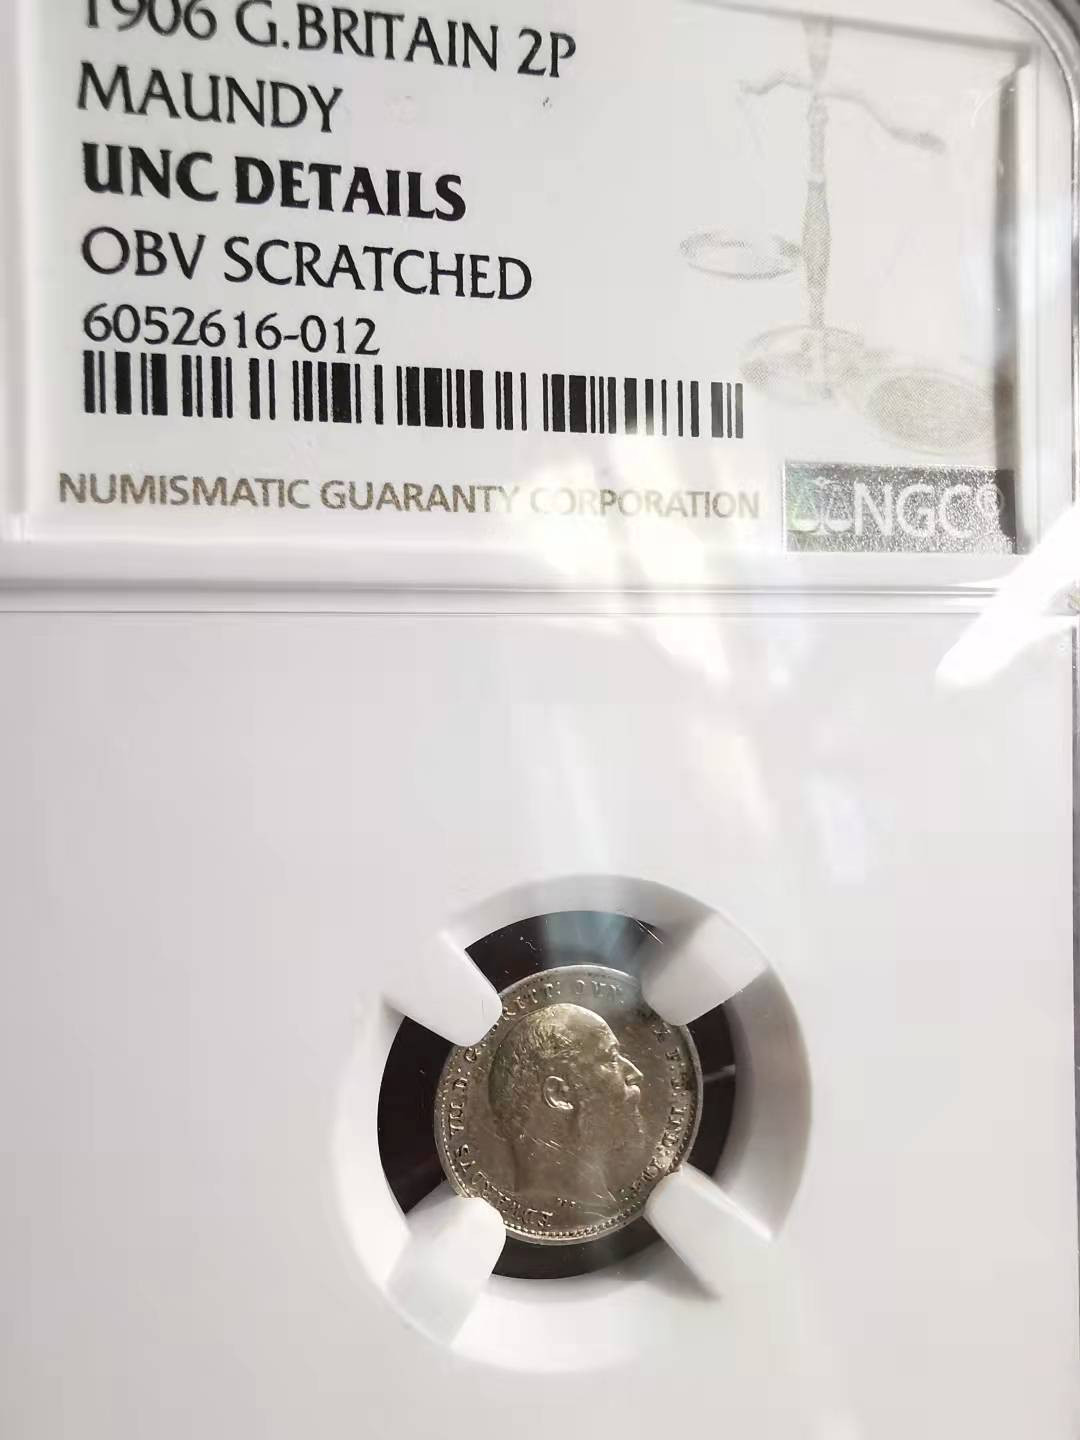 1906 G.BRITAIN 2P
MAUNDY
UNC DETAILS
OBV SCRATCHED
6052616-012
NUMISMATIC GUARANTY CORPORATION
NGC